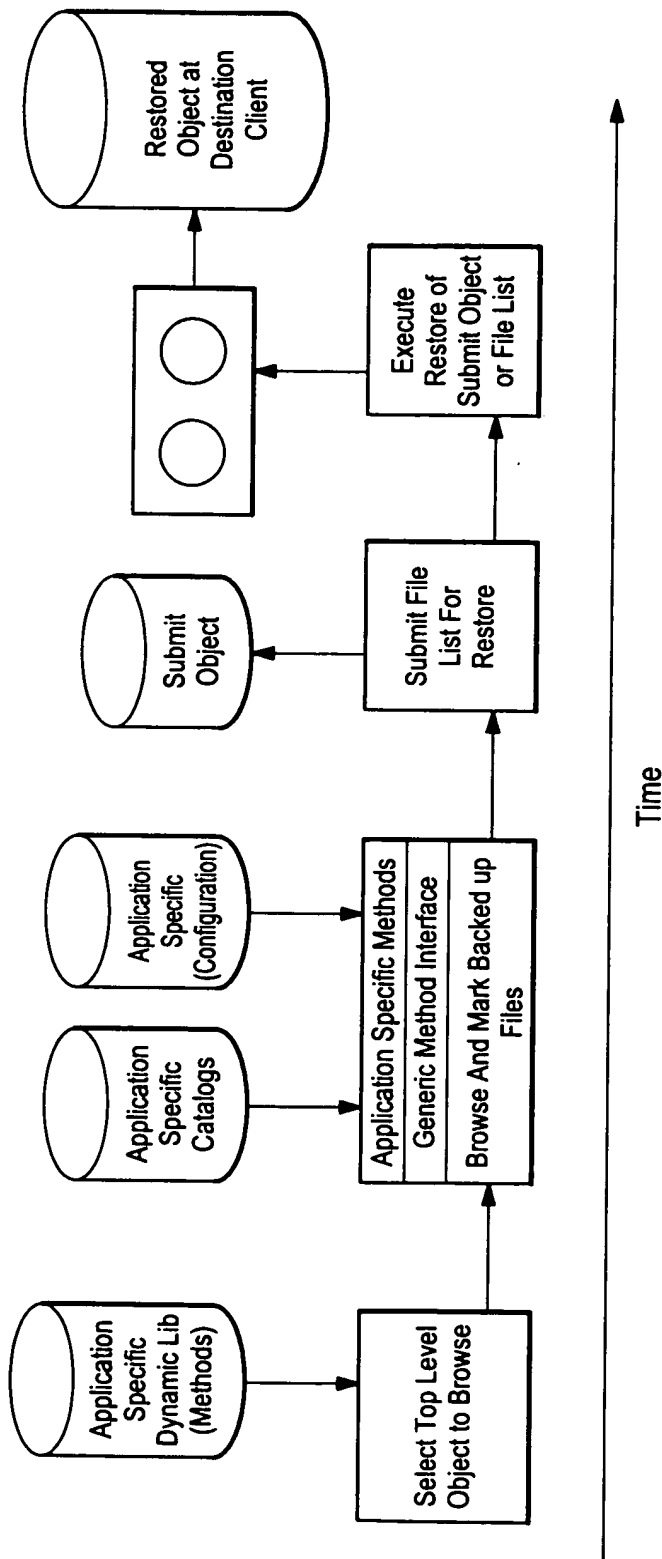 Application
Specific
Dynamic Lib
(Methods)
Select Top Level
Object to Browse
Application
Specific
Catalogs
Application
Specific
(Configuration)
Application Specific Methods
Generic Method Interface
Browse And Mark Backed up
Files
Submit
Object
Submit File
List For
Restore
Execute
Restore of
Submit Object
or File List
Restored
Object at
Destination
Client
Time